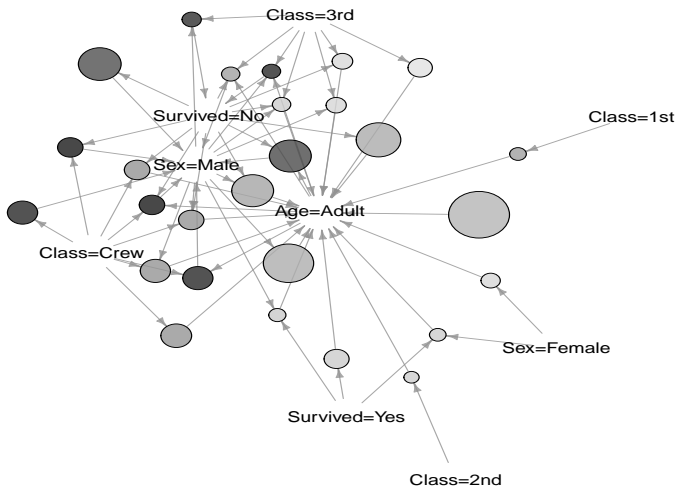 Class=3rd
Survived=No
Class=1st
Sex=Male
Age=Adult
Class=Crew
Sex=Female
Survived=Yes
Class=2nd